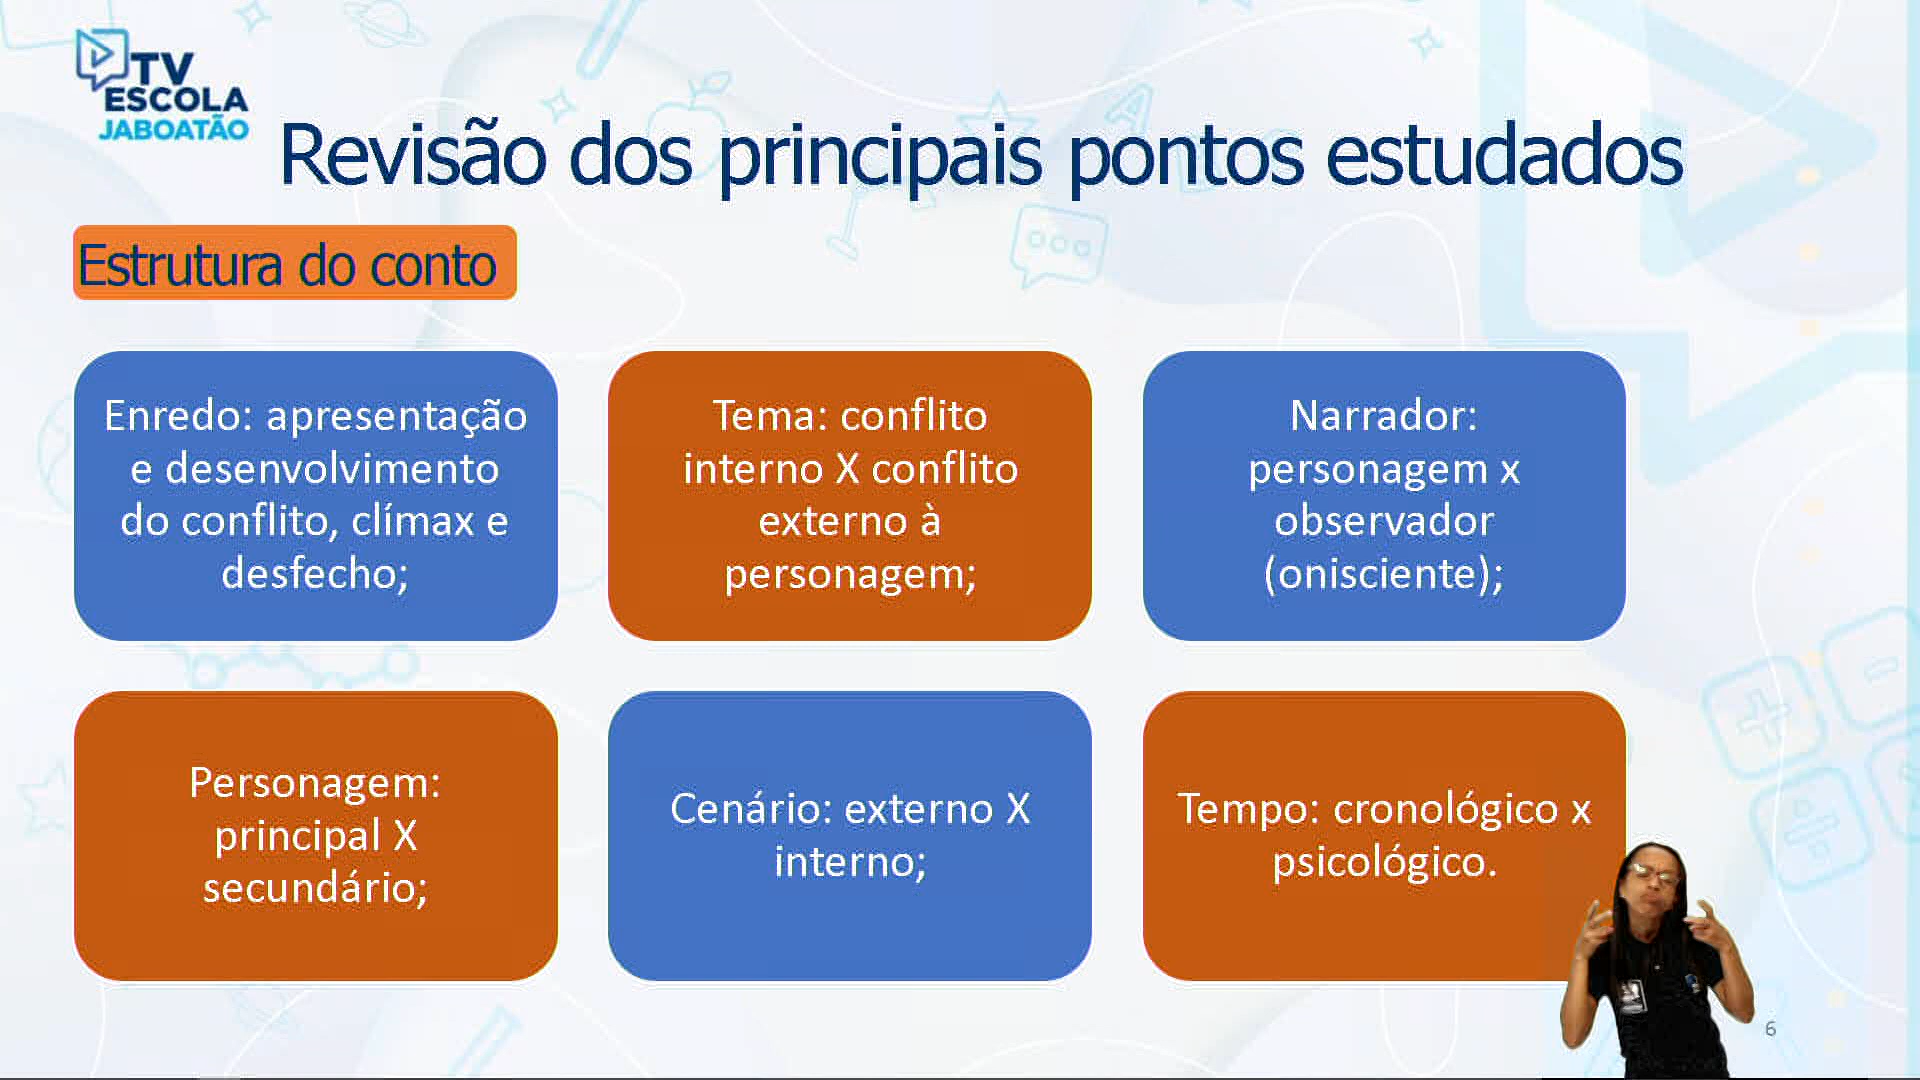 TV
ESCOLA
JABOATÃO
Revisão dos principais pontos estudados
Estrutura do conto
Enredo: apresentação
e desenvolvimento
do conflito, clímax e
desfecho;
Tema: conflito
interno X conflito
externo à
personagem;
Narrador:
personagem x
observador
(onisciente);
Personagem:
principal X
secundário;
Cenário: externo X
interno;
Tempo: cronológico x
psicológico.
6